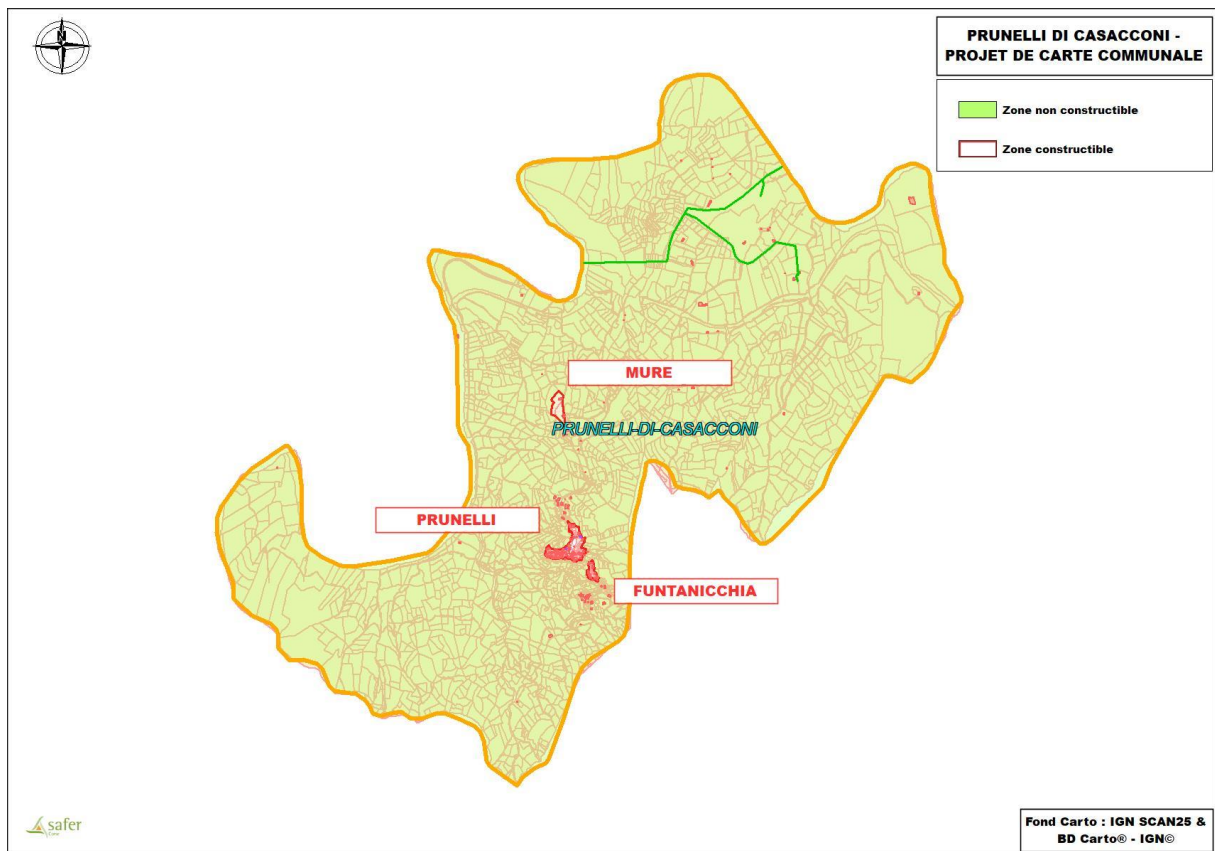 N
PRUNELLI DI CASACCONI -
PROJET DE CARTE COMMUNALE
Zone non constructible
Zone constructible
MURE
PRUNELLI-DI-CASACCONI
PRUNELLI
FUNTANICCHIA
safer
Corse
Fond Carto : IGN SCAN25 &
BD Carto® - IGN©